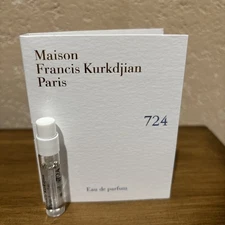 Maison
Francis Kurkdjian
Paris
724
Eau de parfum